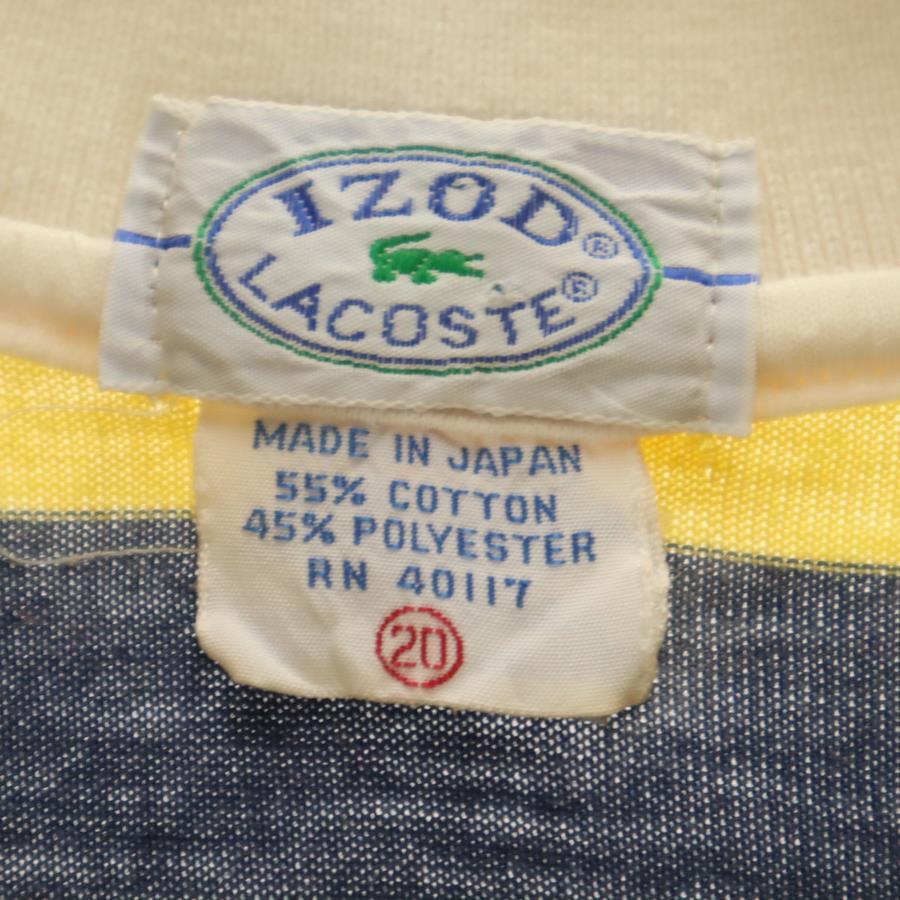 IZOD®
LACOSTE®
MADE IN JAPAN
55% COTTON
45% POLYESTER
RN 40117
20